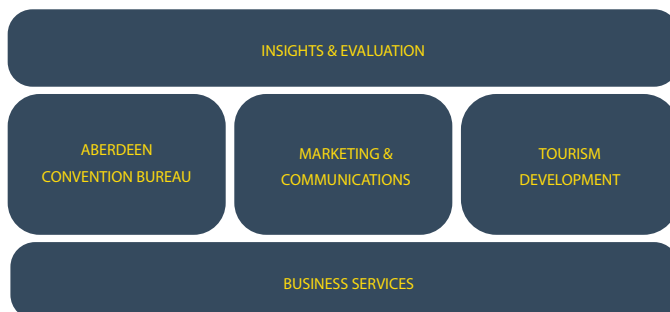 INSIGHTS & EVALUATION
ABERDEEN
CONVENTION BUREAU
MARKETING &
COMMUNICATIONS
TOURISM
DEVELOPMENT
BUSINESS SERVICES